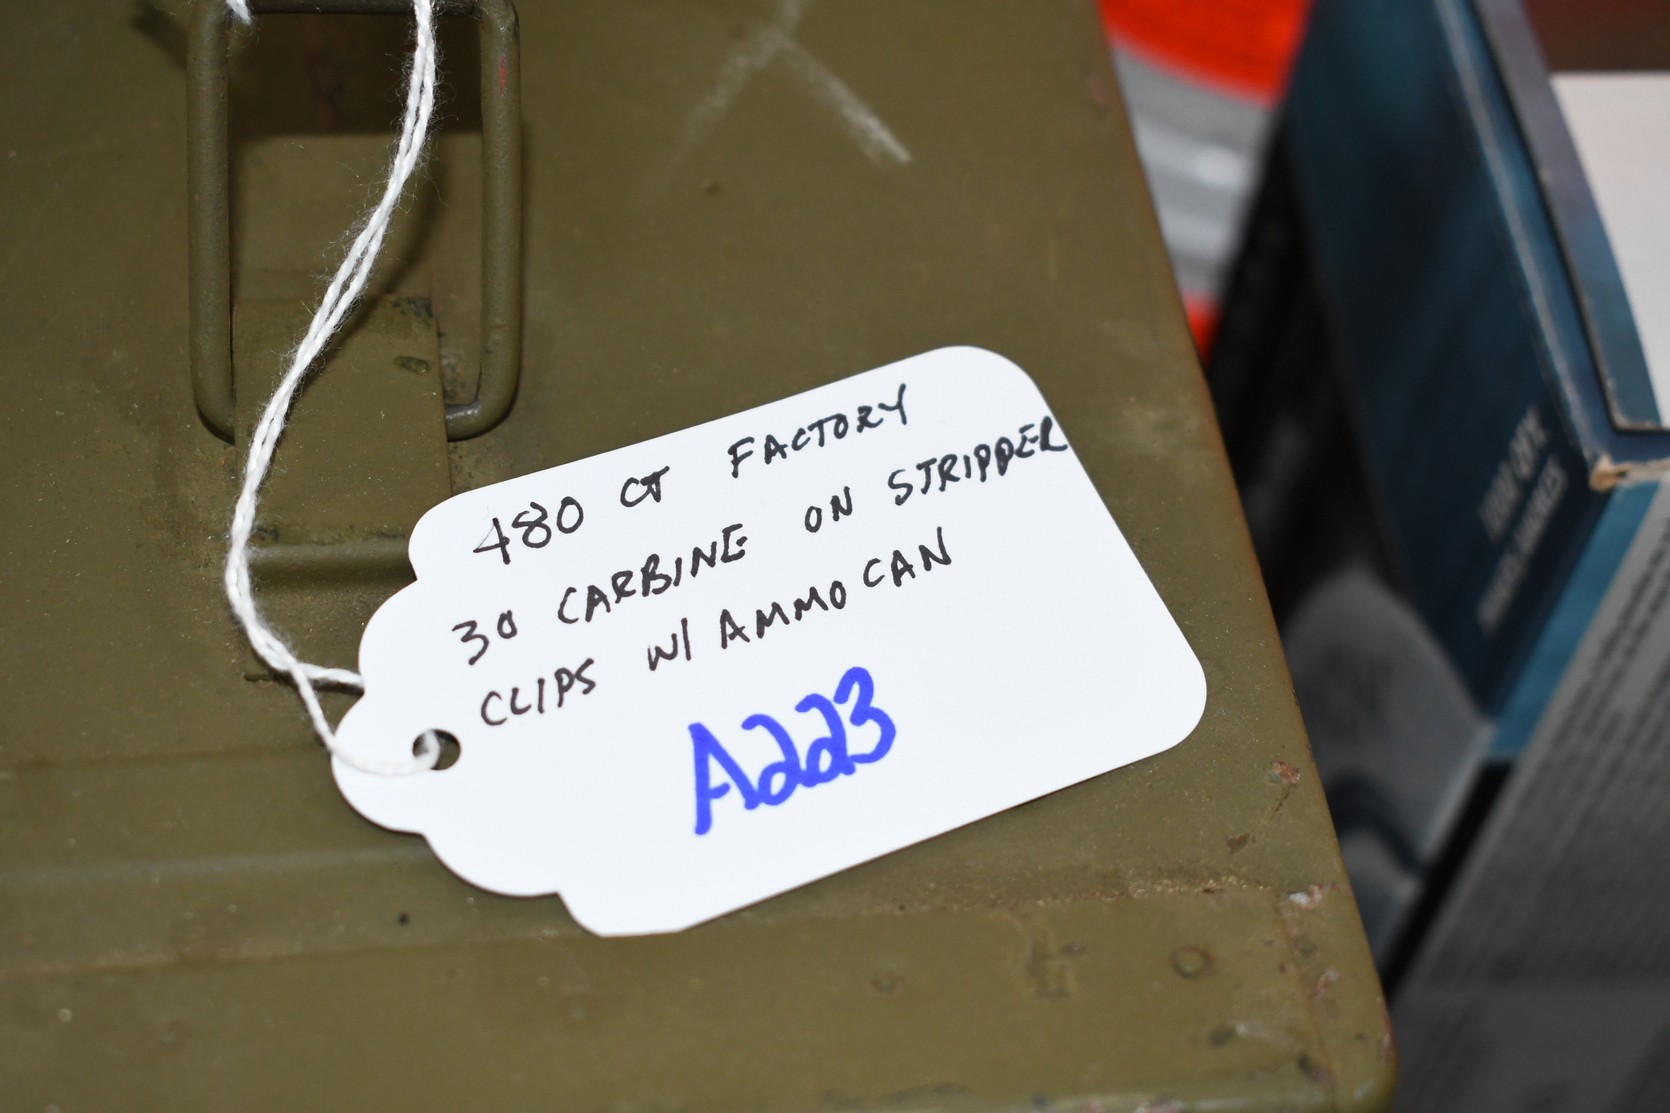 480 CT FACTORY
30 CARBINE ON STRIPPER
CLIPS W/ AMMO CAN
A223